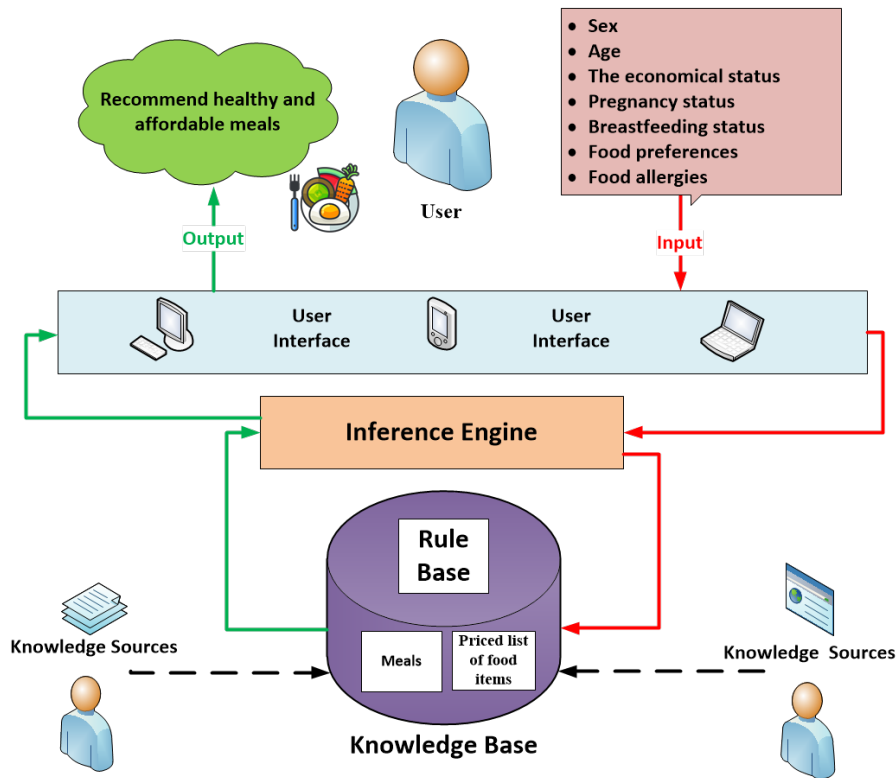 Recommend healthy and
affordable meals
User
• Sex
• Age
• The economical status
• Pregnancy status
• Breastfeeding status
• Food preferences
• Food allergies
Output
Input
User
Interface
User
Interface
Inference Engine
Rule
Base
Meals
Priced list
of food
items
Knowledge Sources
Knowledge  Sources
Knowledge Base